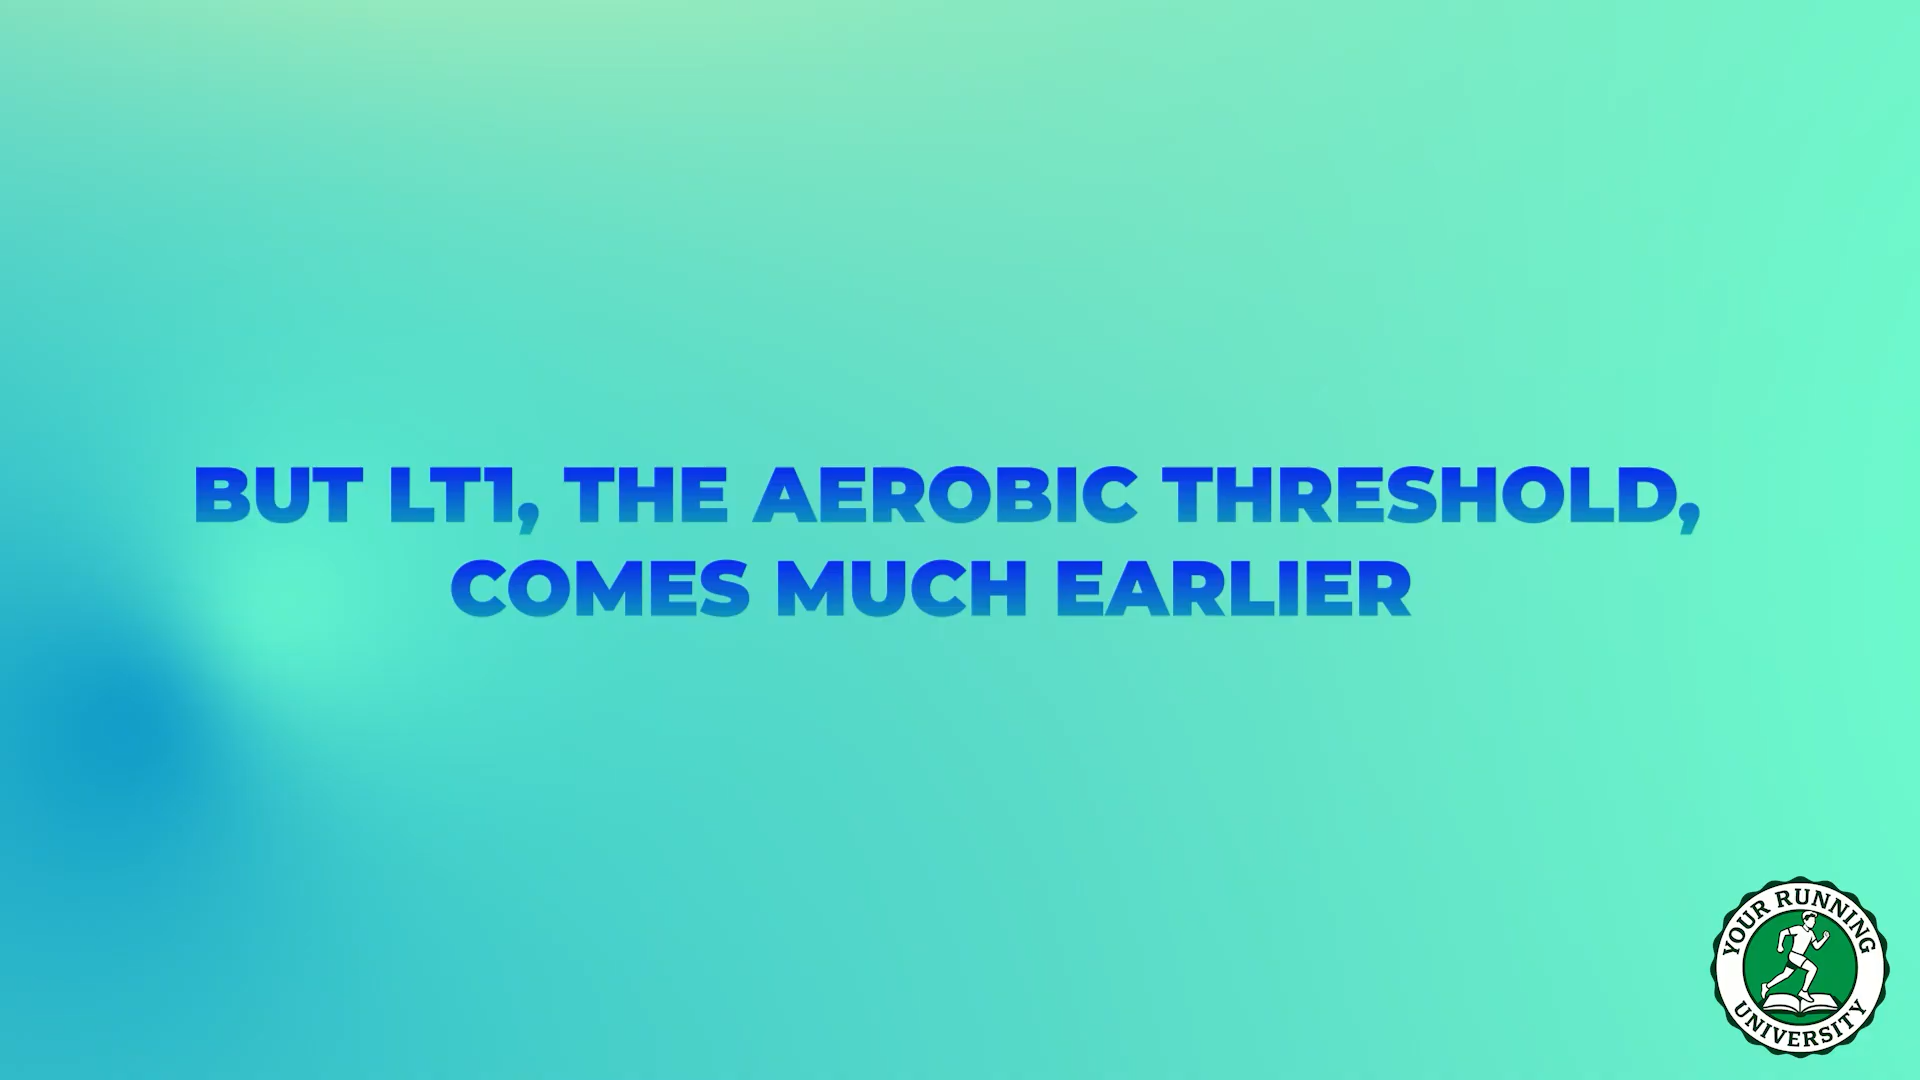 BUT LT1, THE AEROBIC THRESHOLD,
COMES MUCH EARLIER
YOUR RUNNING
UNIVERSITY